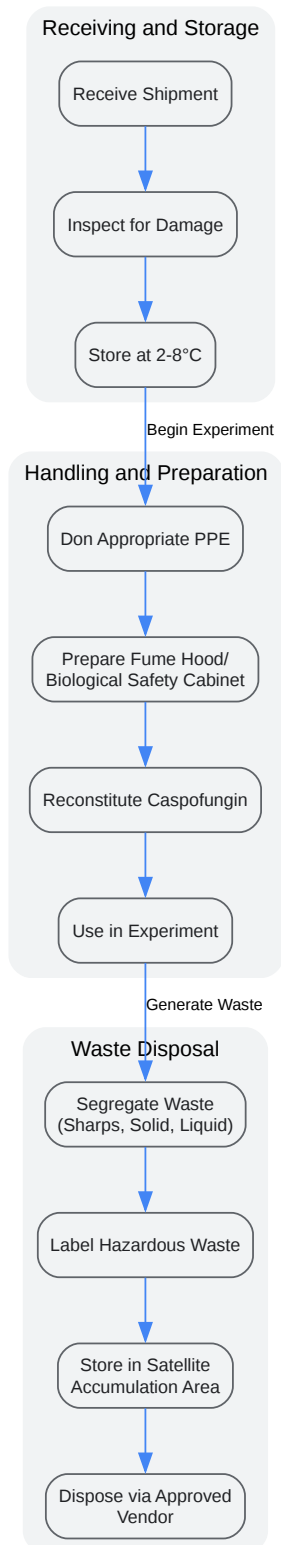 Receiving and Storage
Receive Shipment
Inspect for Damage
Store at 2-8°C
Begin Experiment
Handling and Preparation
Don Appropriate PPE
Prepare Fume Hood/
Biological Safety Cabinet
Reconstitute Caspofungin
Use in Experiment
Generate Waste
Waste Disposal
Segregate Waste
(Sharps, Solid, Liquid)
Label Hazardous Waste
Store in Satellite
Accumulation Area
Dispose via Approved
Vendor